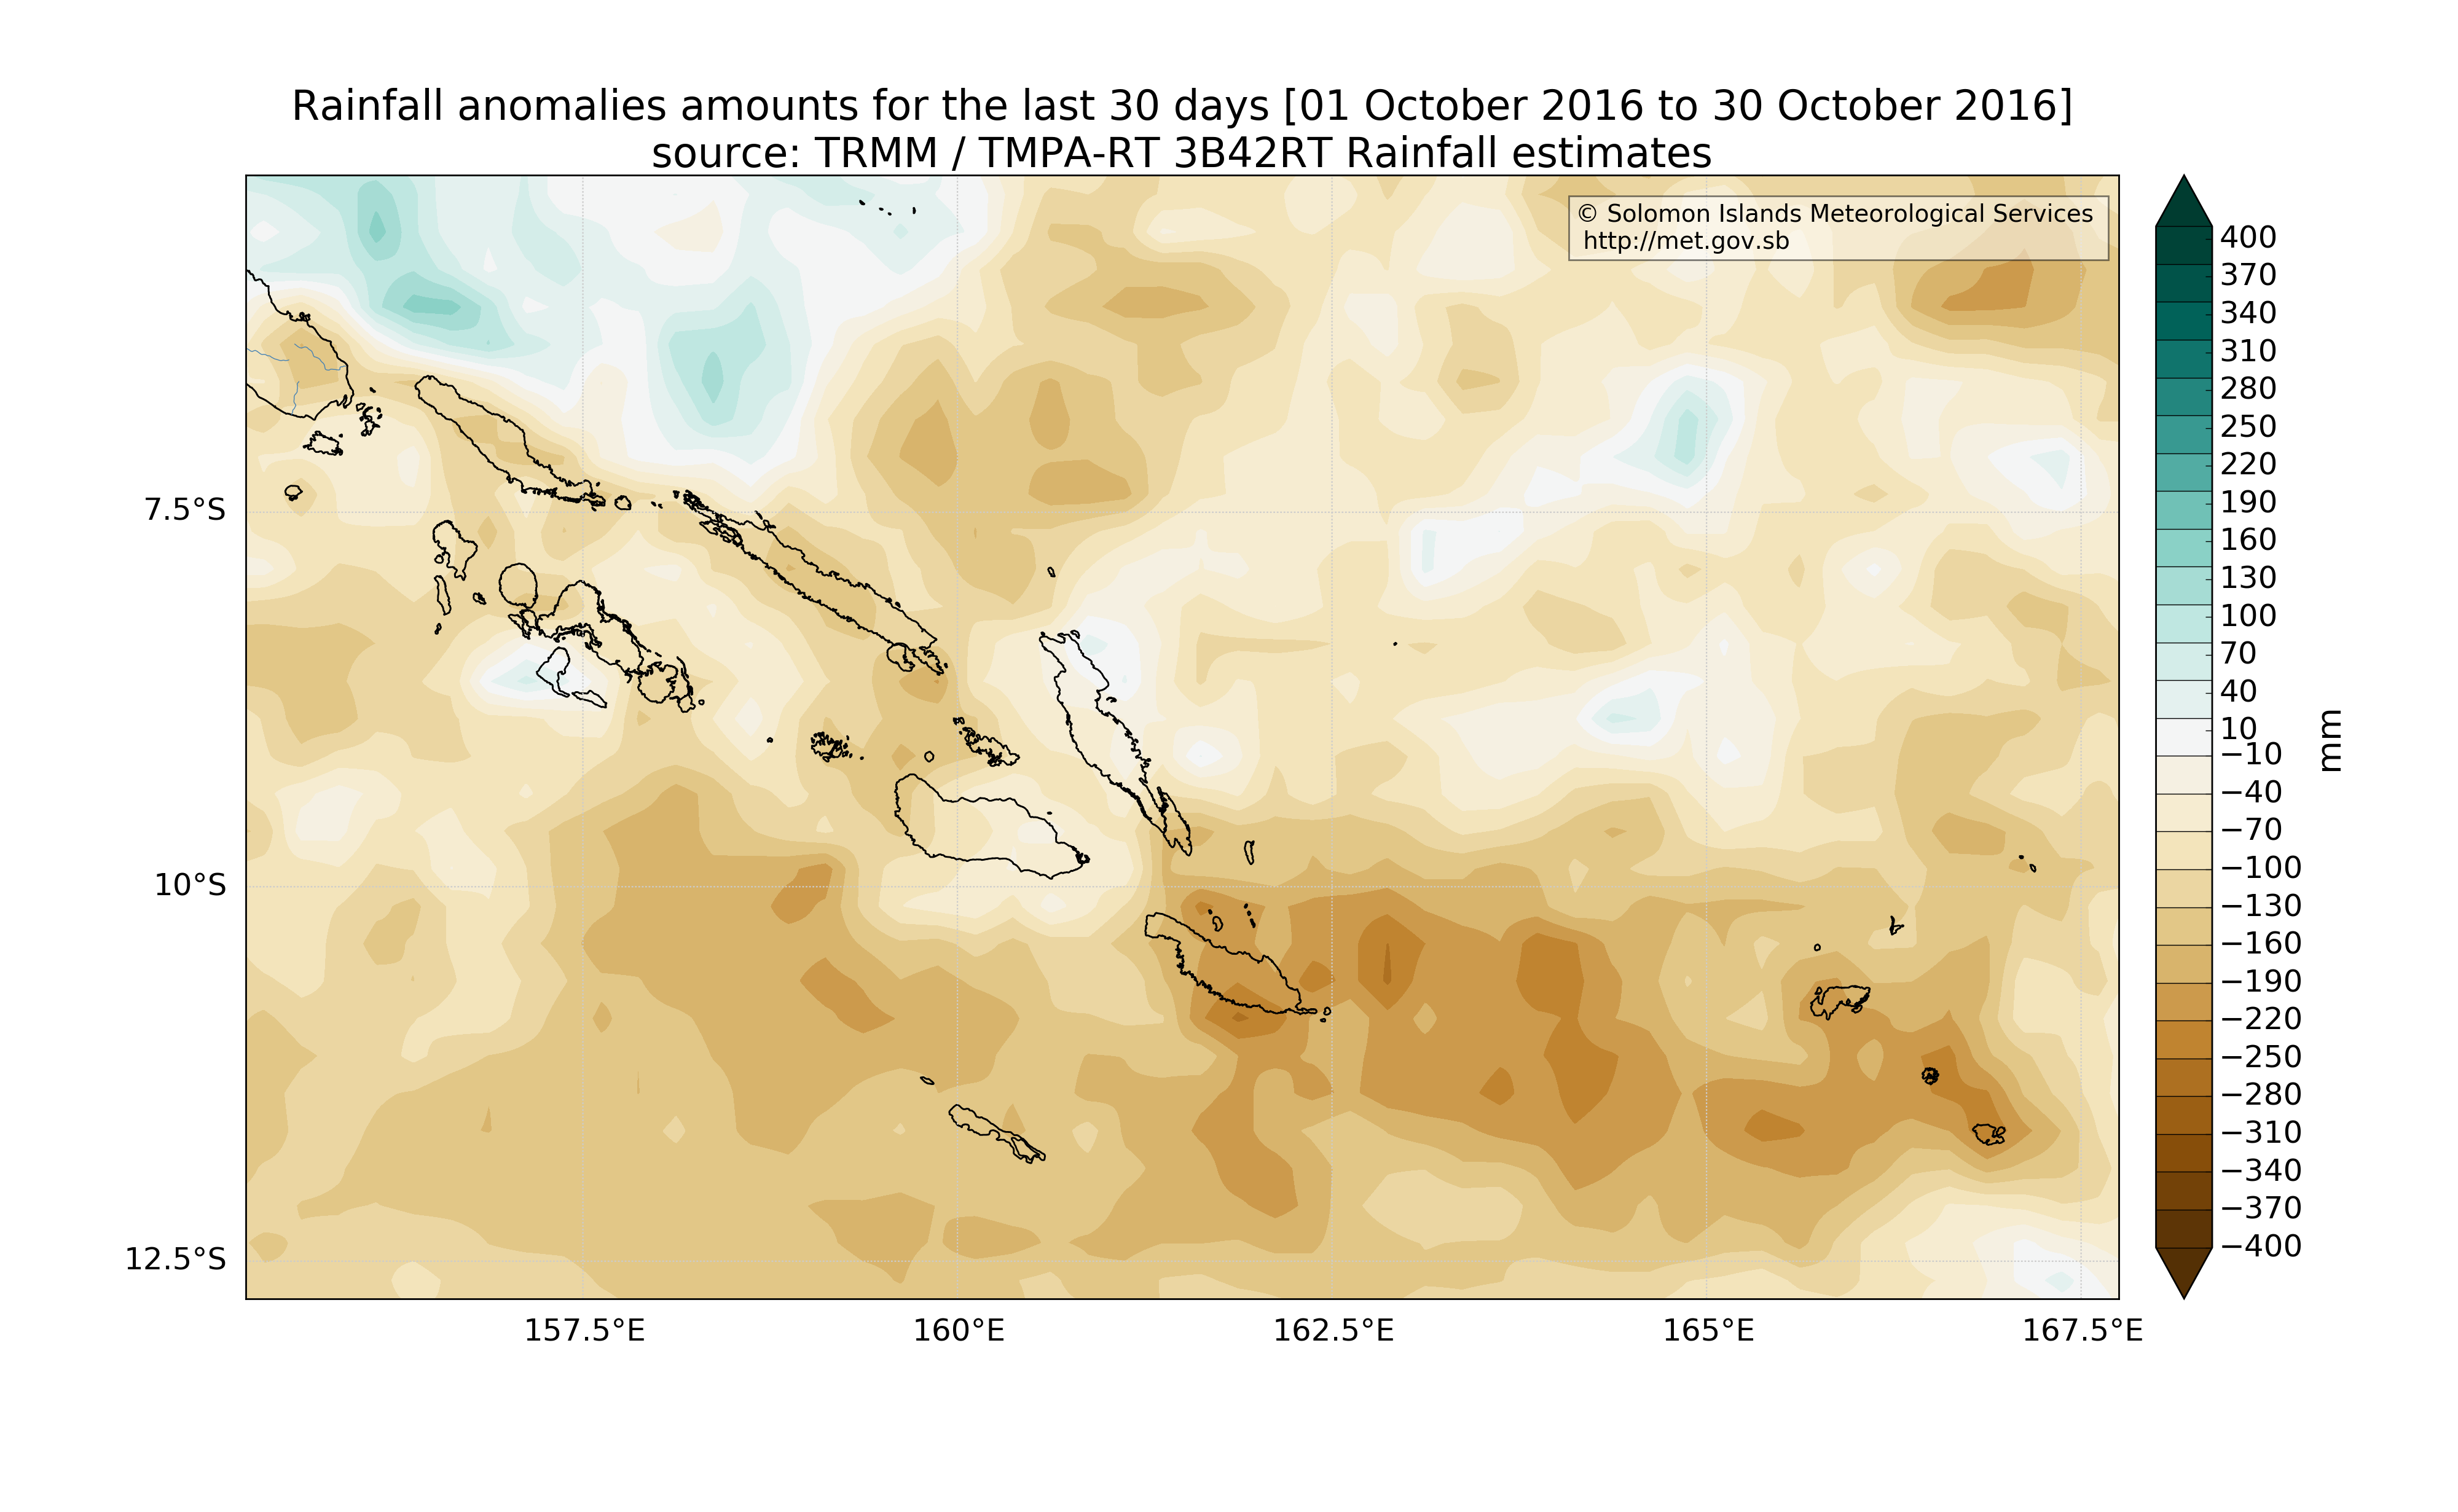 Rainfall anomalies amounts for the last 30 days [01 October 2016 to 30 October 2016]
source: TRMM / TMPA-RT 3B42RT Rainfall estimates
© Solomon Islands Meteorological Services
http://met.gov.sb
7.5°S
10°S
12.5°S
157.5°E
160°E
162.5°E
165°E
167.5°E
400
370
340
310
280
250
220
190
160
130
100
70
40
10
−10
−40
−70
−100
−130
−160
−190
−220
−250
−280
−310
−340
−370
−400
mm